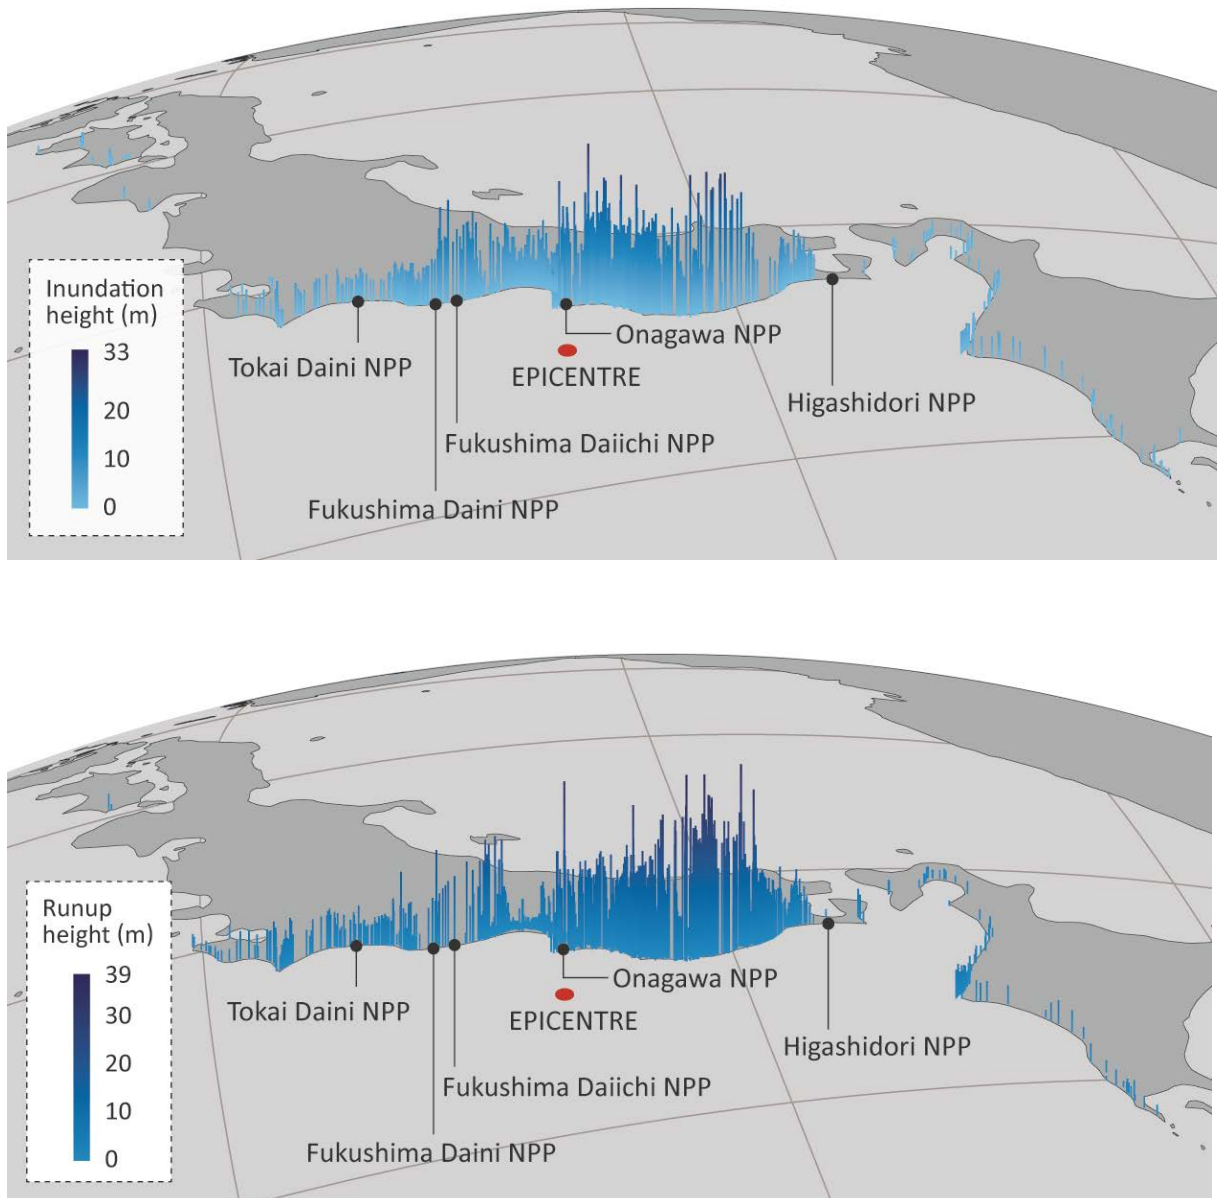 Inundation
height (m)
33
20
10
0
Tokai Daini NPP
Onagawa NPP
EPICENTRE
Higashidori NPP
Fukushima Daiichi NPP
Fukushima Daini NPP
Runup
height (m)
39
30
20
10
0
Tokai Daini NPP
Onagawa NPP
EPICENTRE
Higashidori NPP
Fukushima Daiichi NPP
Fukushima Daini NPP